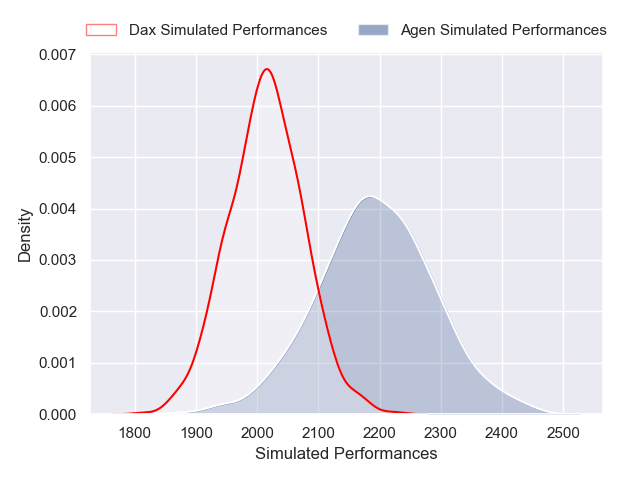 Dax Simulated Performances Agen Simulated Performances
0.007
0.006
0.005
0.004
0.003
0.002
0.001
0.000
Density
1800 1900 2000 2100 2200 2300 2400 2500
Simulated Performances